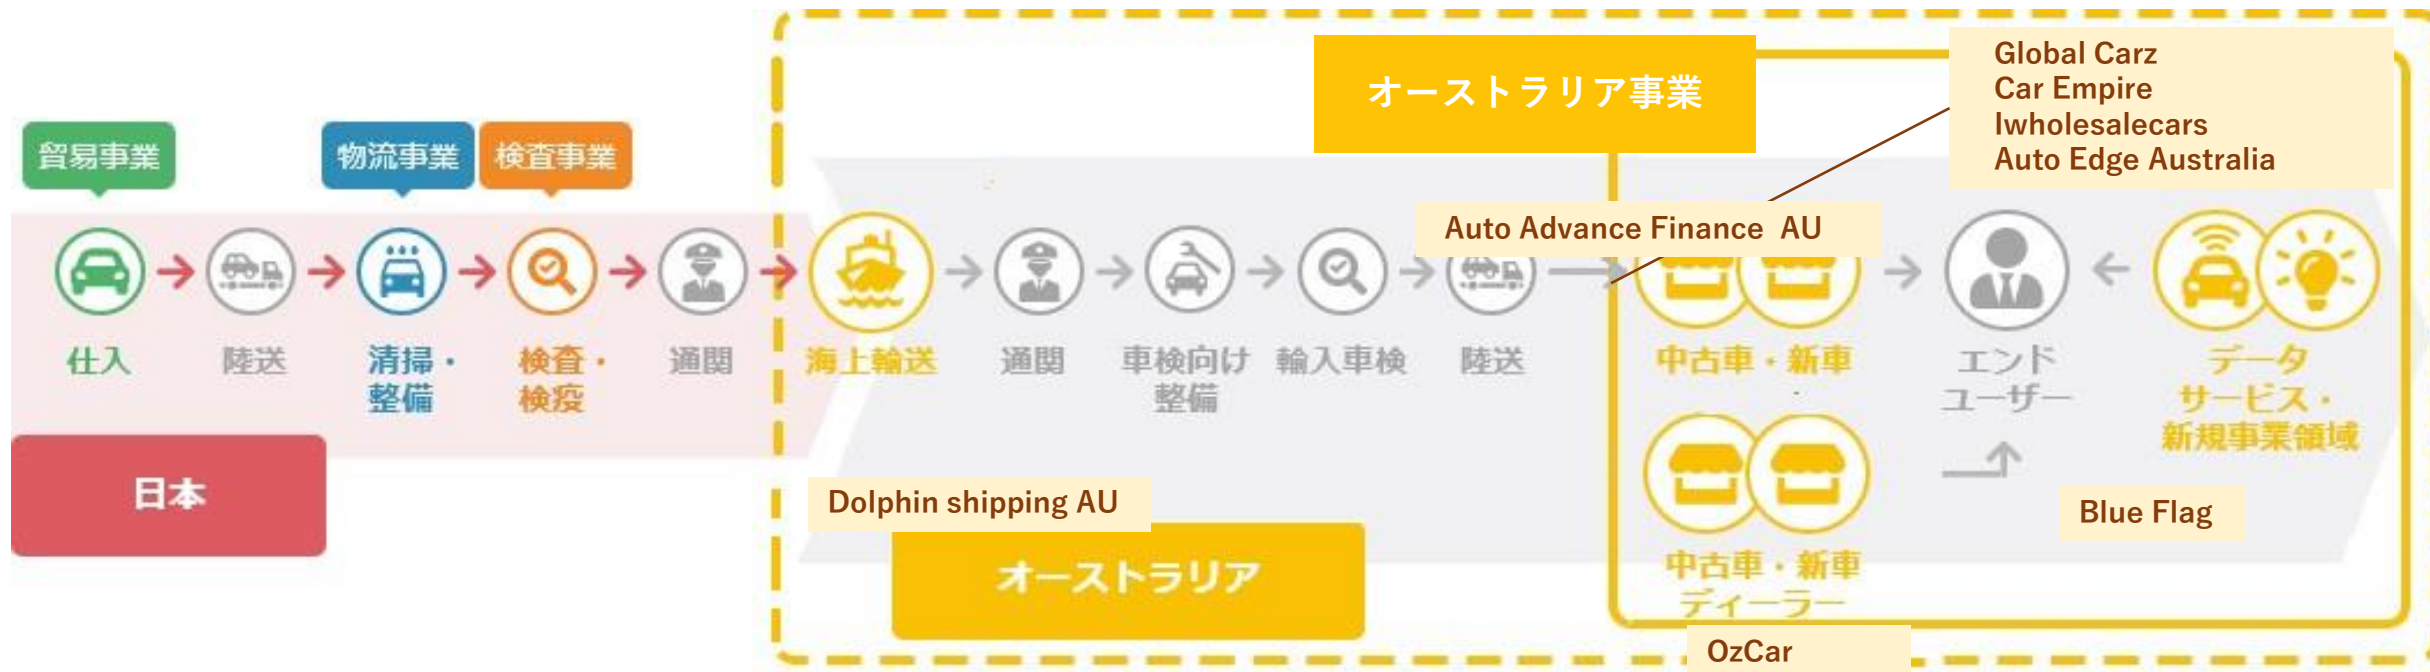 オーストラリア事業
Global Carz
Car Empire
Iwholesalecars
Auto Edge Australia
貿易事業
物流事業
検査事業
Auto Advance Finance AU
仕入
陸送
清掃・
整備
検査・
検疫
通関
海上輸送
通関
車検向け
整備
輸入車検
陸送
中古車・新車
エンド
ユーザー
データ
サービス・
新規事業領域
日本
Dolphin shipping AU
オーストラリア
Blue Flag
中古車・新車
ディーラー
OzCar